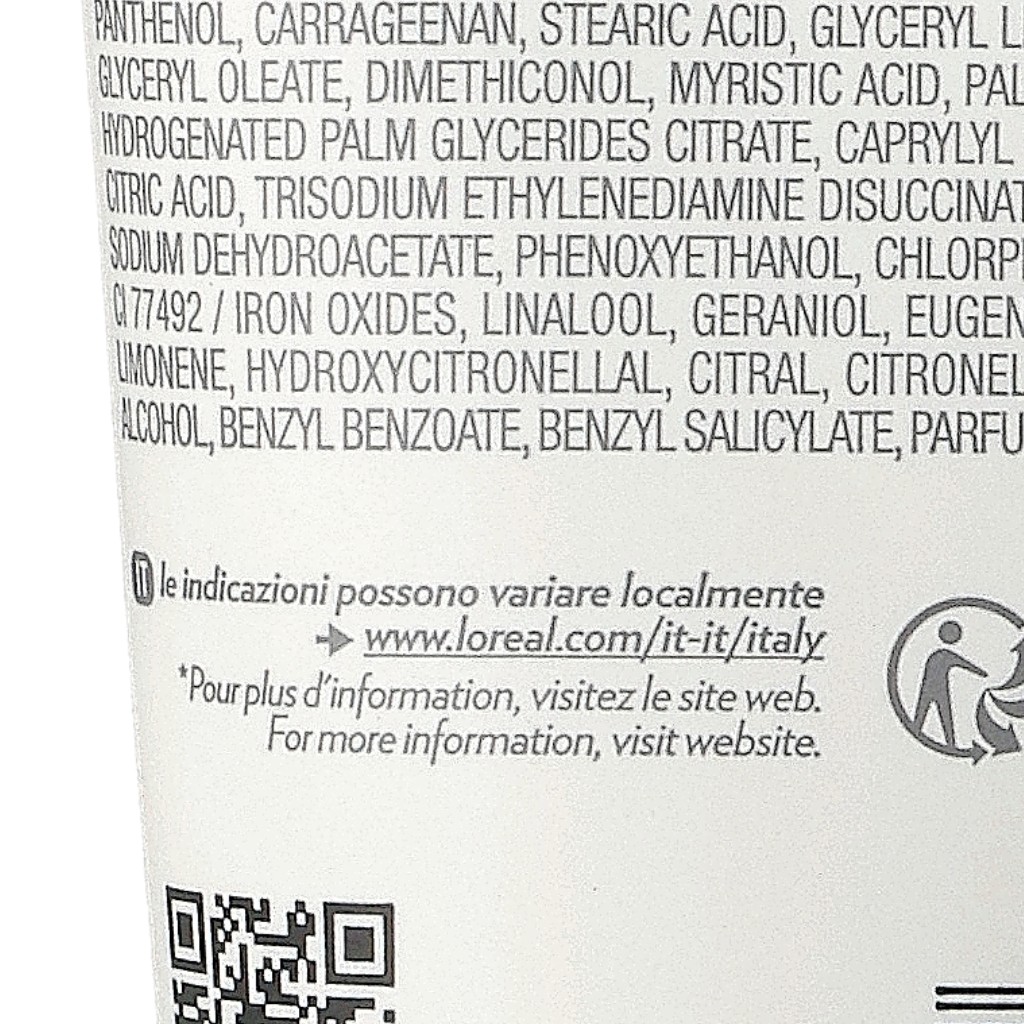 PANTHENOL, CARRAGEENAN, STEARIC ACID, GLYCERYL
GLYCERYL OLEATE, DIMETHICONOL, MYRISTIC ACID,
HYDROGENATED PALM GLYCERIDES CITRATE, CAPRYLYL
CITRIC ACID, TRISODIUM ETHYLENEDIAMINE
SODIUM DEHYDROACETATE, PHENOXYETHANOL,
CI 77492 / IRON OXIDES, LINALOOL, GERANIOL,
LIMONENE, HYDROXYCITRONELLAL, CITRAL,
ALCOHOL, BENZYL BENZOATE, BENZYL SALICYLATE,
IT le indicazioni possono variare localmente
www.loreal.com/it-it/italy
*Pour plus d'information, visitez le site web.
For more information, visit website.